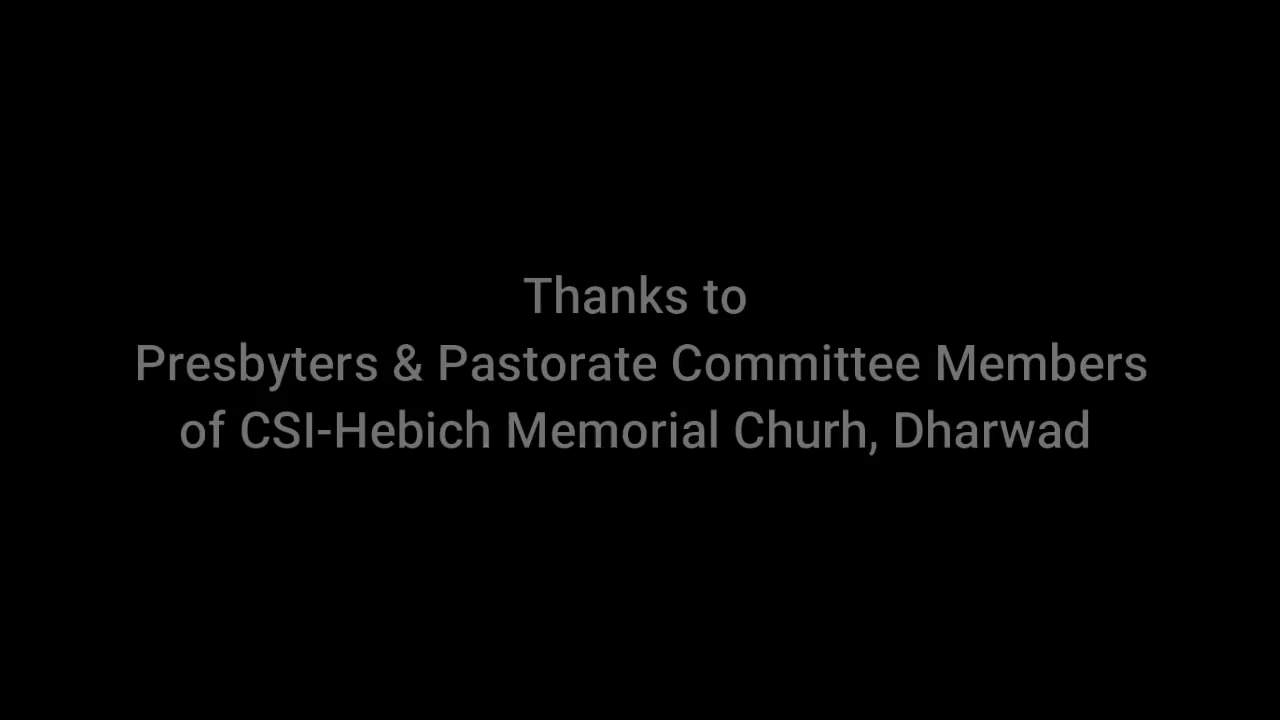 Thanks to
Presbyters & Pastorate Committee Members
of CSI-Hebich Memorial Churh, Dharwad